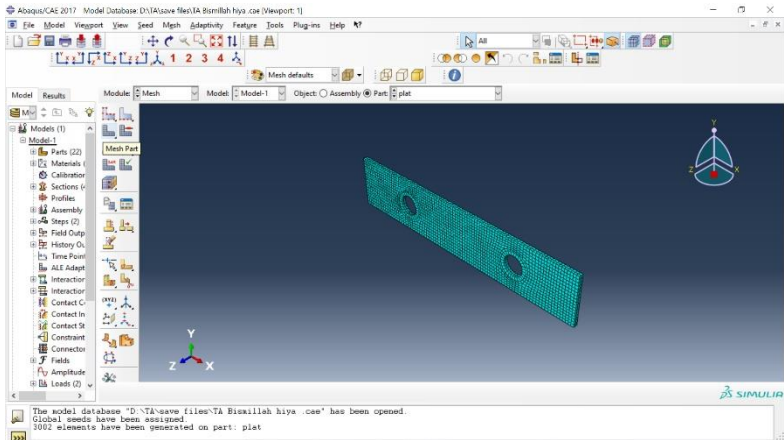 Abaqus/CAE 2017 Model Database: D:\TA\save files\TA Bismillah hiya .cae [Viewport: 1]
File Model Viewport View Seed Mesh Adaptivity Feature Tools Plug-ins Help
All
1 2 3 4
Mesh defaults
Model Results Module: Mesh Model: Model-1 Object: Assembly Part: plat
Models (1)
Model-1
Parts (22)
Mesh Part
Materials (
Calibration
Sections (4
Profiles
Assembly
Steps (2)
Field Outp
History Ou
Time Point
ALE Adapt
Interaction
Interaction
Contact C
Contact In
Contact St
Constraint
Connector
Fields
Amplitude
Loads (2)
(XYZ)
Y
Z X
Y
Z X
SIMULIA
The model database "D:\TA\save files\TA Bismillah hiya .cae" has been opened.
Global seeds have been assigned.
3002 elements have been generated on part: plat
>>>